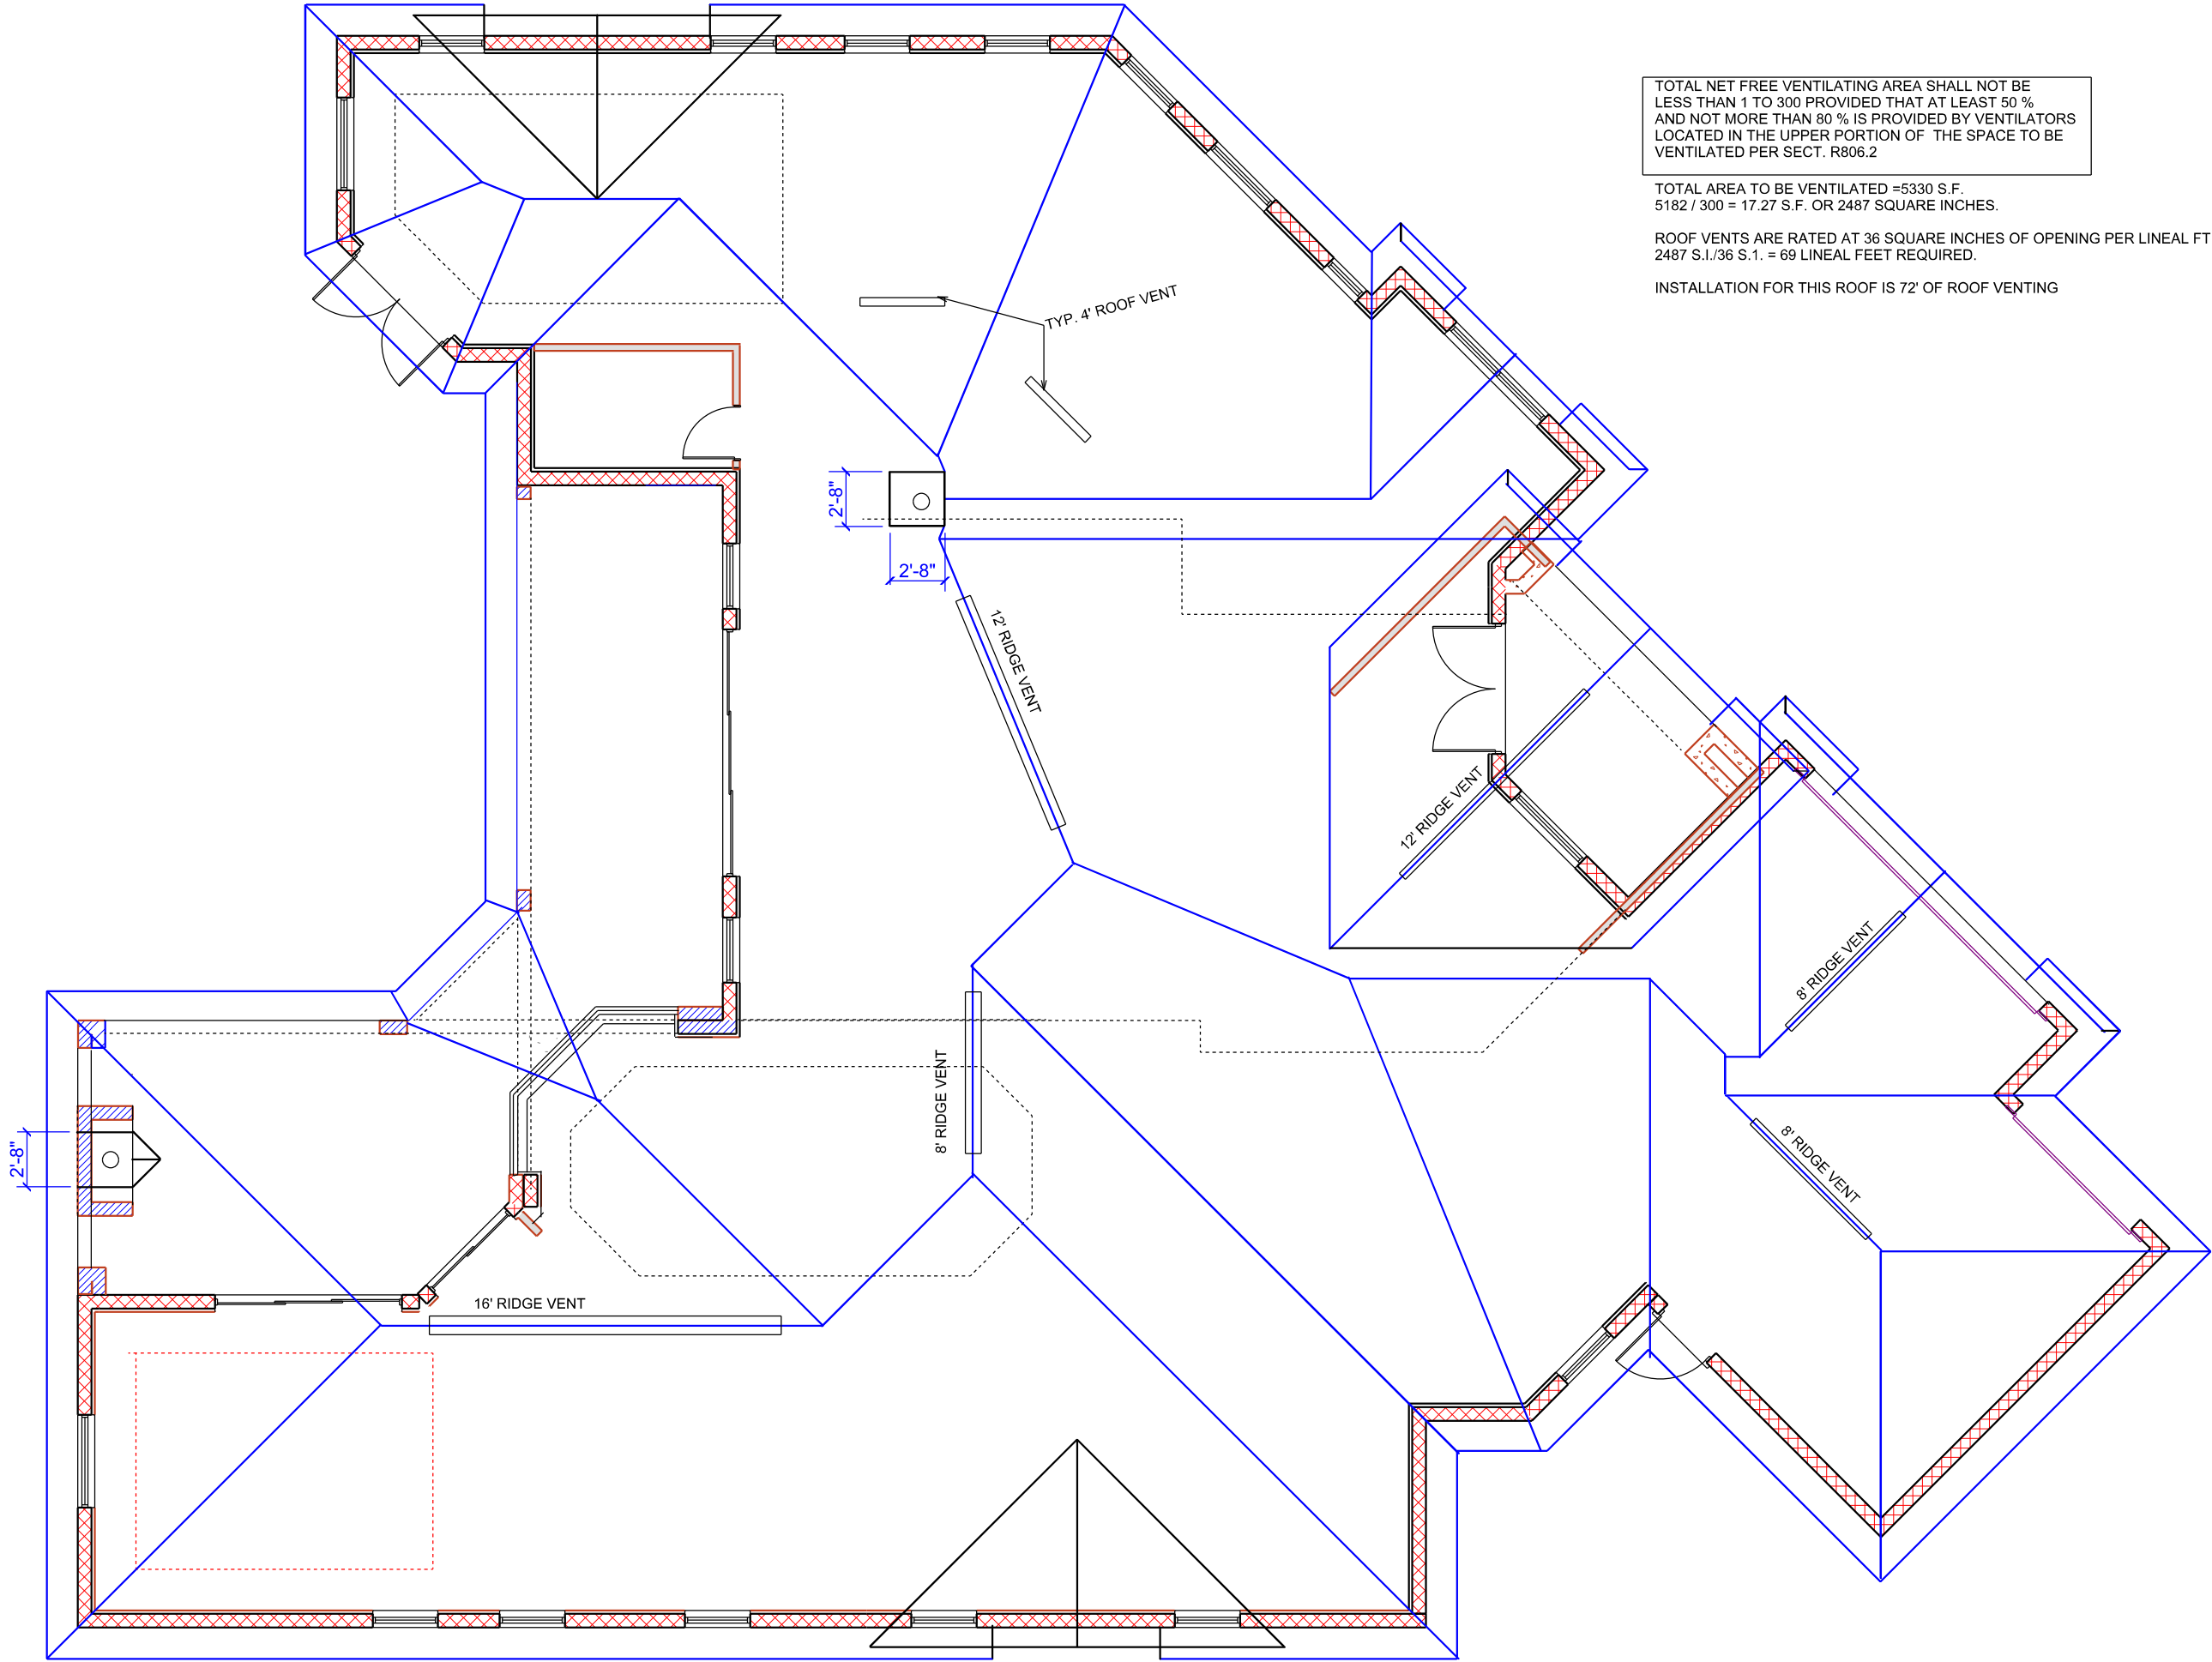 TOTAL NET FREE VENTILATING AREA SHALL NOT BE
LESS THAN 1 TO 300 PROVIDED THAT AT LEAST 50 %
AND NOT MORE THAN 80 % IS PROVIDED BY VENTILATORS
LOCATED IN THE UPPER PORTION OF THE SPACE TO BE
VENTILATED PER SECT. R806.2
TOTAL AREA TO BE VENTILATED =5330 S.F.
5182 / 300 = 17.27 S.F. OR 2487 SQUARE INCHES.
ROOF VENTS ARE RATED AT 36 SQUARE INCHES OF OPENING PER LINEAL FT
2487 S.I./36 S.1. = 69 LINEAL FEET REQUIRED.
INSTALLATION FOR THIS ROOF IS 72' OF ROOF VENTING
TYP. 4' ROOF VENT
2'-8"
2'-8"
12' RIDGE VENT
12' RIDGE VENT
8' RIDGE VENT
8' RIDGE VENT
8' RIDGE VENT
2'-8"
16' RIDGE VENT